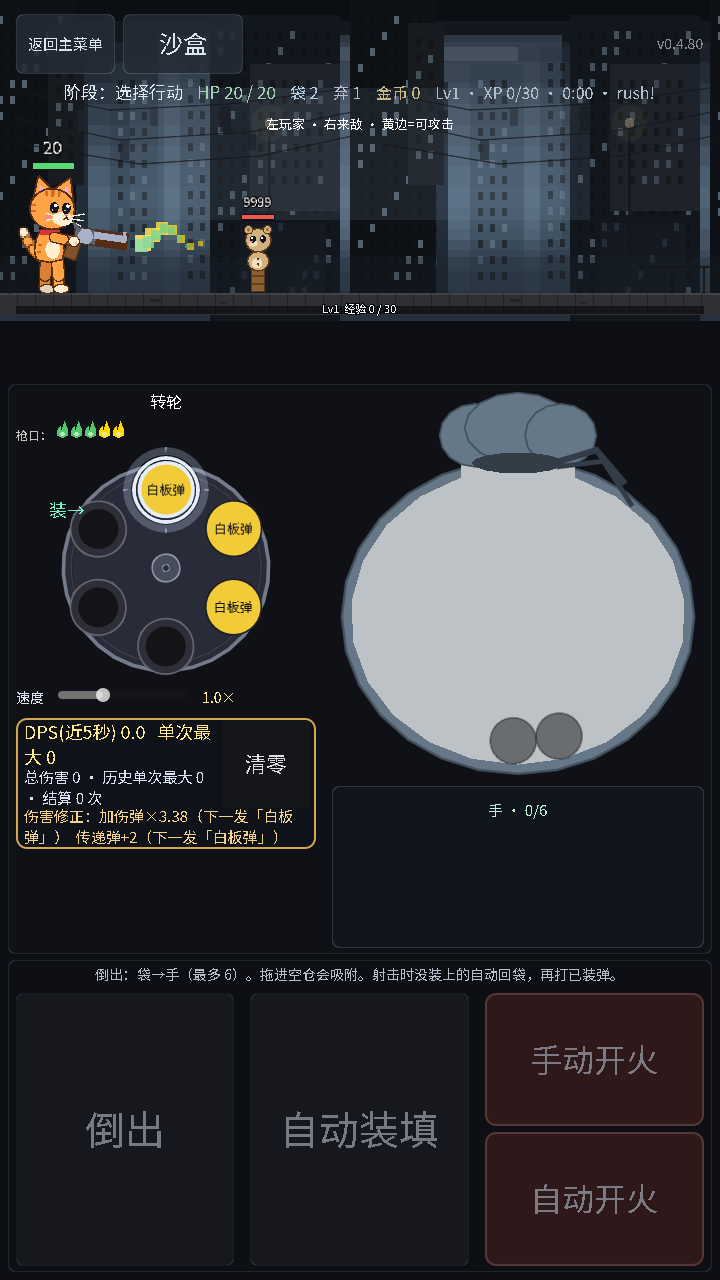 返回主菜单
沙盒
v0.4.80
阶段：选择行动 HP 20 / 20 袋 2 弃 1 金币 0 Lv1 · XP 0/30 · 0:00 · rush!
左玩家 · 右来敌 · 黄边=可攻击
20
9999
Lv1 经验 0 / 30
转轮
枪口：
装→
白板弹
白板弹
白板弹
速度 1.0×
DPS(近5秒) 0.0 单次最
大 0
总伤害 0 · 历史单次最大 0
· 结算 0 次
清零
伤害修正：加伤弹×3.38（下一发「白板
弹」） 传递弹+2（下一发「白板弹」）
手 · 0/6
倒出：袋→手（最多 6）。拖进空仓会吸附。射击时没装上的自动回袋，再打已装弹。
倒出
自动装填
手动开火
自动开火